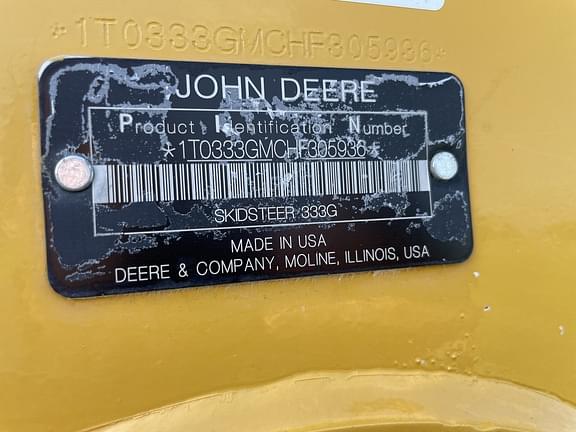 *1T0333GMCHF305936*
JOHN DEERE
Product Identification Number
*1T0333GMCHF305936*
SKIDSTEER 333G
MADE IN USA
DEERE & COMPANY, MOLINE, ILLINOIS, USA